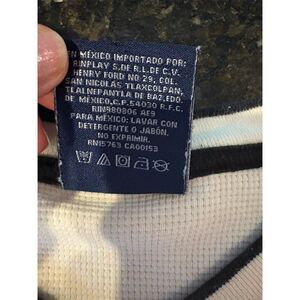 EN MÉXICO IMPORTADO POR:
RINPLAY S.DE R.L.DE C.V.
HENRY FORD NO 29, COL.
SAN NICOLAS TLAXCOLPAN,
TLALNEPANTLA DE BAZ,EDO.
DE MÉXICO,C.P.54030 R.F.C.
RIN980806 AE9
PARA MÉXICO: LAVAR CON
DETERGENTE O JABÓN.
NO EXPRIMIR.
RN15763 CA00153